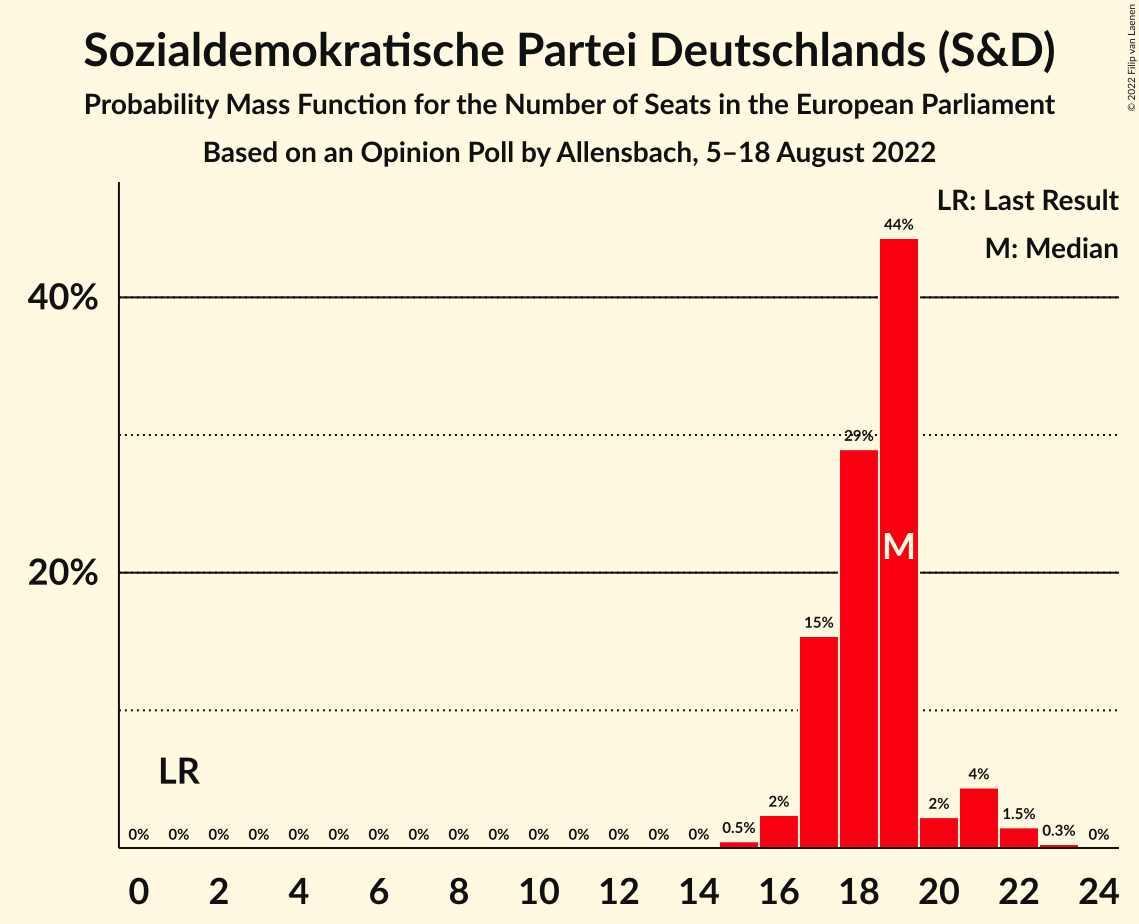 Sozialdemokratische Partei Deutschlands (S&D)
Probability Mass Function for the Number of Seats in the European Parliament
Based on an Opinion Poll by Allensbach, 5–18 August 2022
© 2022 Filip van Laenen
LR: Last Result
M: Median
44%
40%
29%
M
20%
15%
LR
0% 0% 0% 0% 0% 0% 0% 0% 0% 0% 0% 0% 0% 0% 0% 0.5% 2% 2% 4% 1.5% 0.3% 0%
0 2 4 6 8 10 12 14 16 18 20 22 24